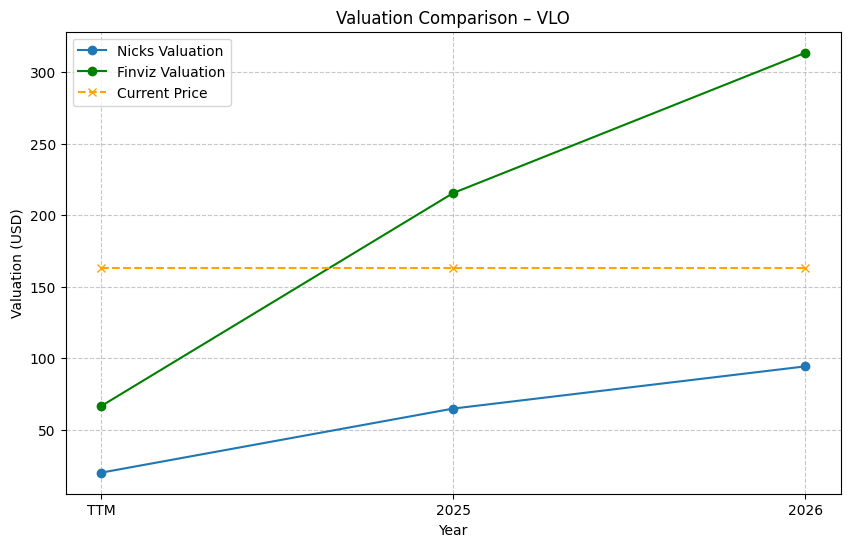 Valuation Comparison – VLO
Nicks Valuation
Finviz Valuation
Current Price
Valuation (USD)
300
250
200
150
100
50
TTM
2025
2026
Year